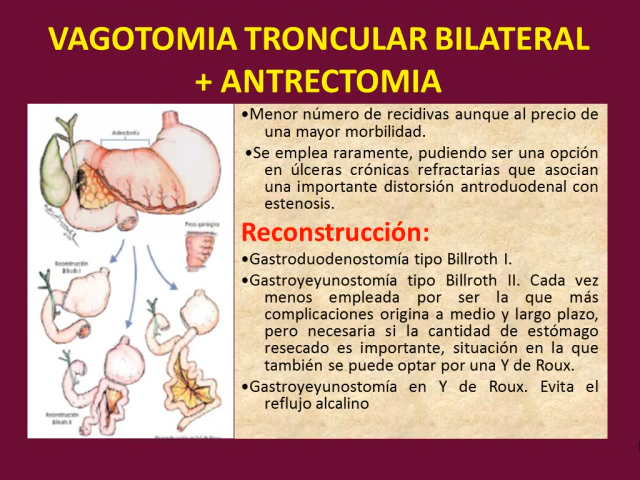 VAGOTOMIA TRONCULAR BILATERAL
+ ANTRECTOMIA
Antrectomía
Pieza quirúrgica
Reconstrucción
Billroth I
Reconstrucción
Billroth II
•Menor número de recidivas aunque al precio de
una mayor morbilidad.
•Se emplea raramente, pudiendo ser una opción
en úlceras crónicas refractarias que asocian
una importante distorsión antroduodenal con
estenosis.
Reconstrucción:
•Gastroduodenostomía tipo Billroth I.
•Gastroyeyunostomía tipo Billroth II. Cada vez
menos empleada por ser la que más
complicaciones origina a medio y largo plazo,
pero necesaria si la cantidad de estómago
resecado es importante, situación en la que
también se puede optar por una Y de Roux.
•Gastroyeyunostomía en Y de Roux. Evita el
reflujo alcalino